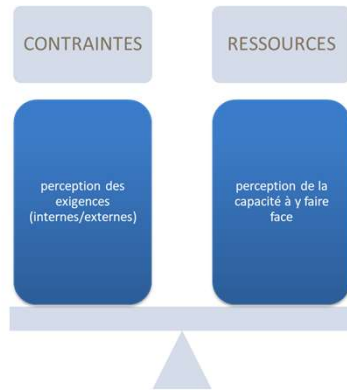 CONTRAINTES
RESSOURCES
perception des
exigences
(internes/externes)
perception de la
capacité à y faire
face